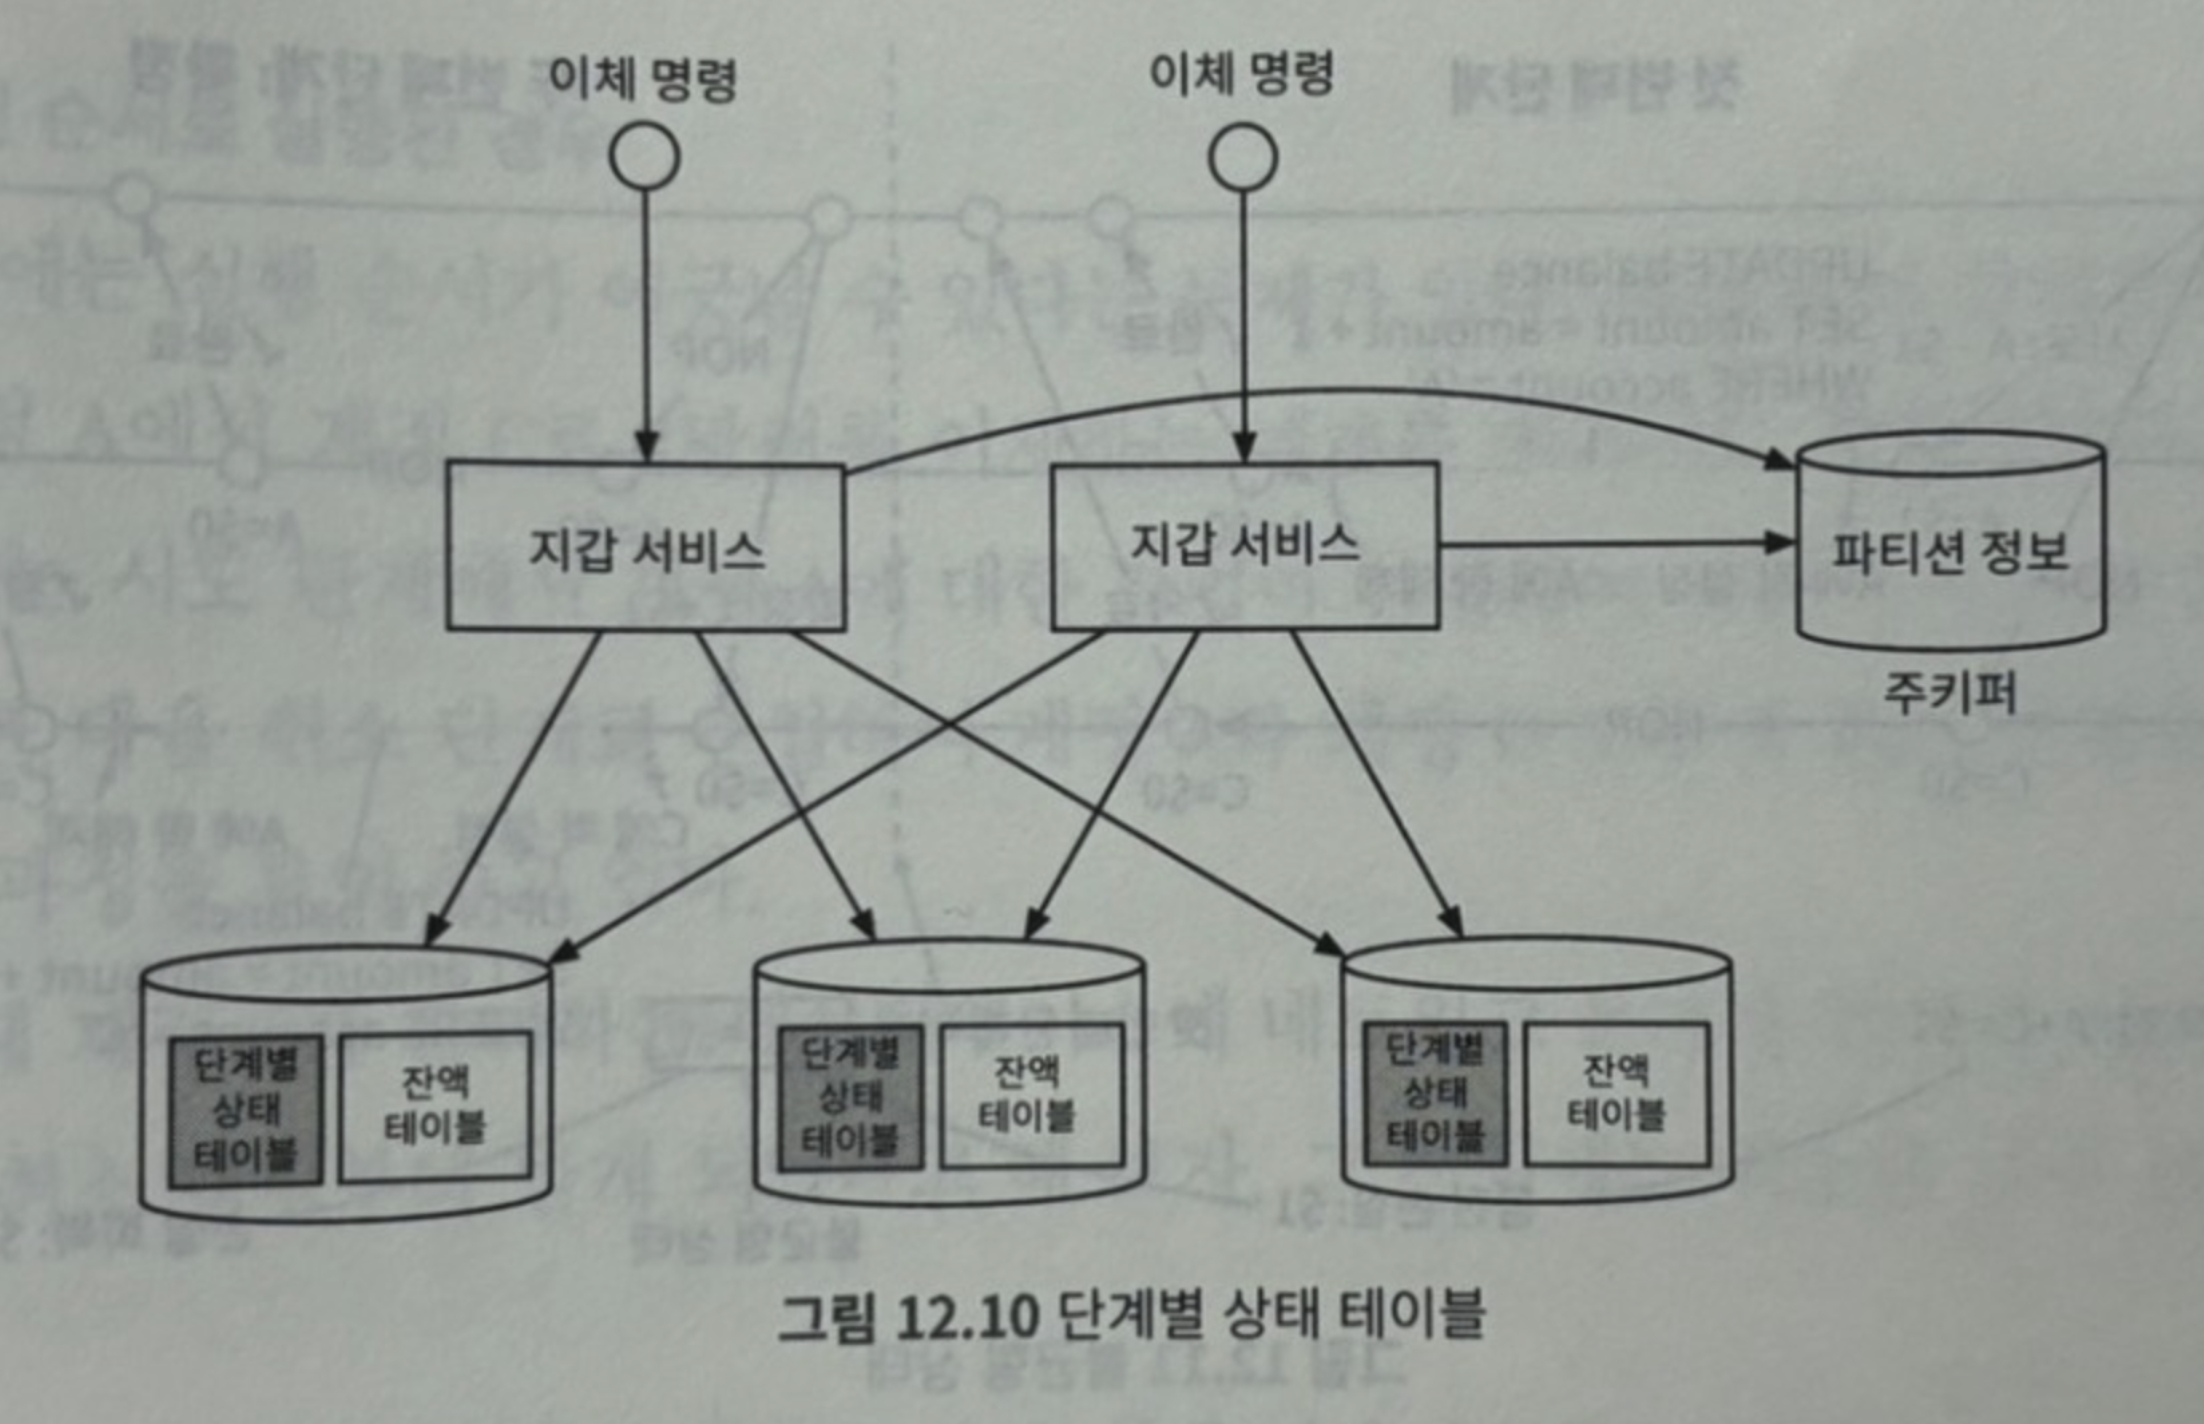 이체 명령
이체 명령
지갑 서비스
지갑 서비스
파티션 정보
주키퍼
단계별
상태
테이블
잔액
테이블
단계별
상태
테이블
잔액
테이블
단계별
상태
테이블
잔액
테이블
그림 12.10 단계별 상태 테이블